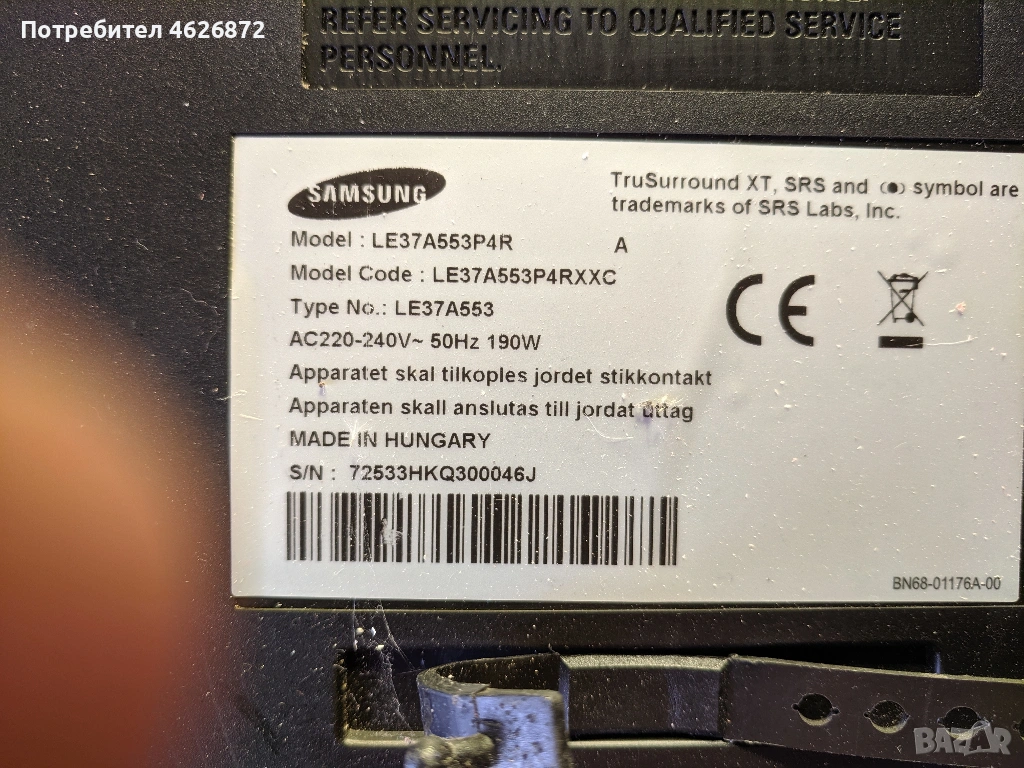 Потребител 4626872
REFER SERVICING TO QUALIFIED SERVICE
PERSONNEL.
SAMSUNG
TruSurround XT, SRS and (●) symbol are
trademarks of SRS Labs, Inc.
Model : LE37A553P4R A
Model Code : LE37A553P4RXXC
Type No.: LE37A553
AC220-240V~ 50Hz 190W
Apparatet skal tilkoples jordet stikkontakt
Apparaten skall anslutas till jordat uttag
MADE IN HUNGARY
S/N : 72533HKQ300046J
CE
BN68-01176A-00
BAZAR